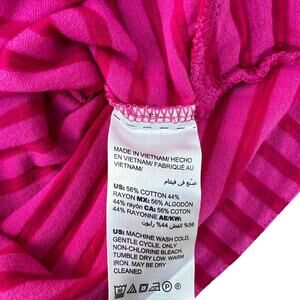 MADE IN VIETNAM/ HECHO
EN VIETNAM/ FABRIQUÉ AU
VIETNAM/
صنع في فيتنام
US: 56% COTTON 44%
RAYON MX: 56% ALGODÓN
44% rayón CA: 56% COTON
44% RAYONNE AE/KW:
56% القطن 44% رايون
US: MACHINE WASH COLD,
GENTLE CYCLE, ONLY
NON-CHLORINE BLEACH,
TUMBLE DRY LOW, WARM
IRON. MAY BE DRY
CLEANED